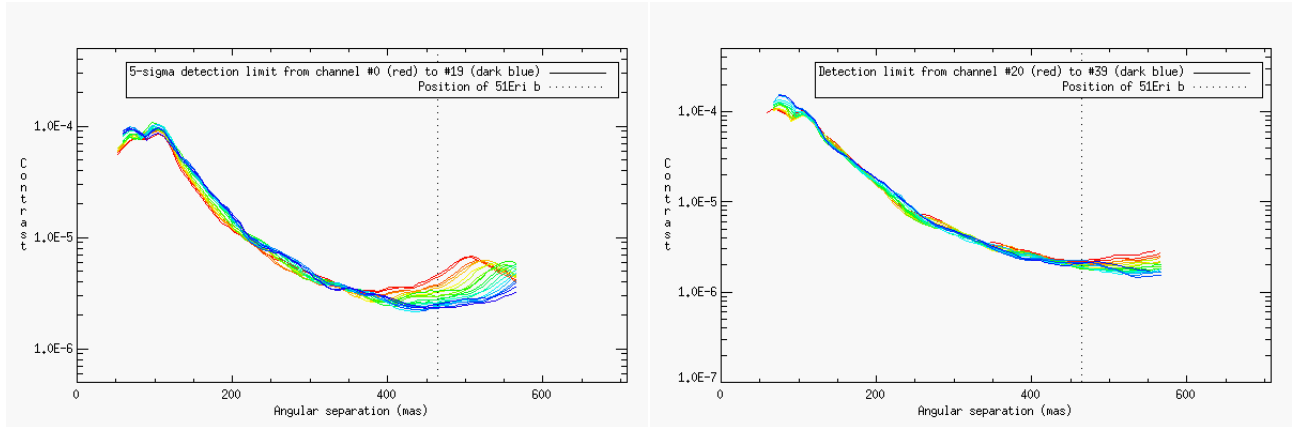 5-sigma detection limit from channel #0 (red) to #19 (dark blue)
Position of 51Eri b
1.0E-4
1.0E-5
1.0E-6
Contrast
0 200 400 600
Angular separation (mas)
Detection limit from channel #20 (red) to #39 (dark blue)
Position of 51Eri b
1.0E-4
1.0E-5
1.0E-6
1.0E-7
Contrast
0 200 400 600
Angular separation (mas)